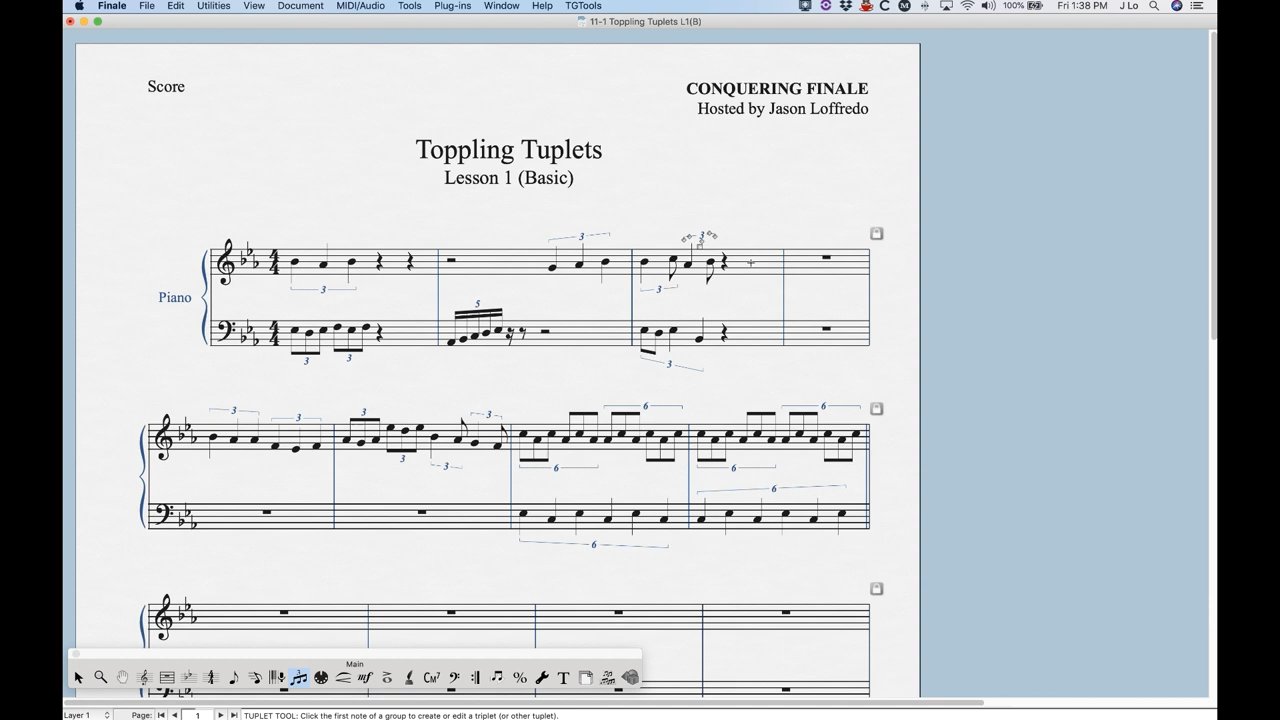 Finale File Edit Utilities View Document MIDI/Audio Tools Plug-ins Window Help TGTools 100% Fri 1:38 PM J Lo
11-1 Toppling Tuplets L1(B)
Score
CONQUERING FINALE
Hosted by Jason Loffredo
Toppling Tuplets
Lesson 1 (Basic)
3 3
Piano
3 5 3
3 3 3
3 3 3 3 6 6
3 3 6 6
6
6
Main
CM7 % T
Layer 1 Page: 1 TUPLET TOOL: Click the first note of a group to create or edit a triplet (or other tuplet).